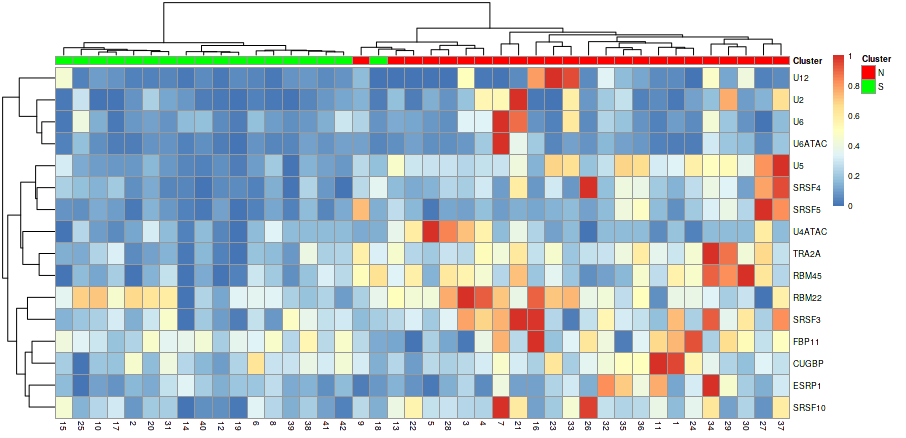 Cluster
U12
U2
U6
U6ATAC
U5
SRSF4
SRSF5
U4ATAC
TRA2A
RBM45
RBM22
SRSF3
FBP11
CUGBP
ESRP1
SRSF10
15 25 10 17 2 20 31 14 40 12 19 6 8 39 38 41 42 9 18 13 22 5 28 3 4 7 21 16 23 33 26 32 35 36 11 1 24 34 29 30 27 37
1
0.8
0.6
0.4
0.2
0
Cluster
N
S